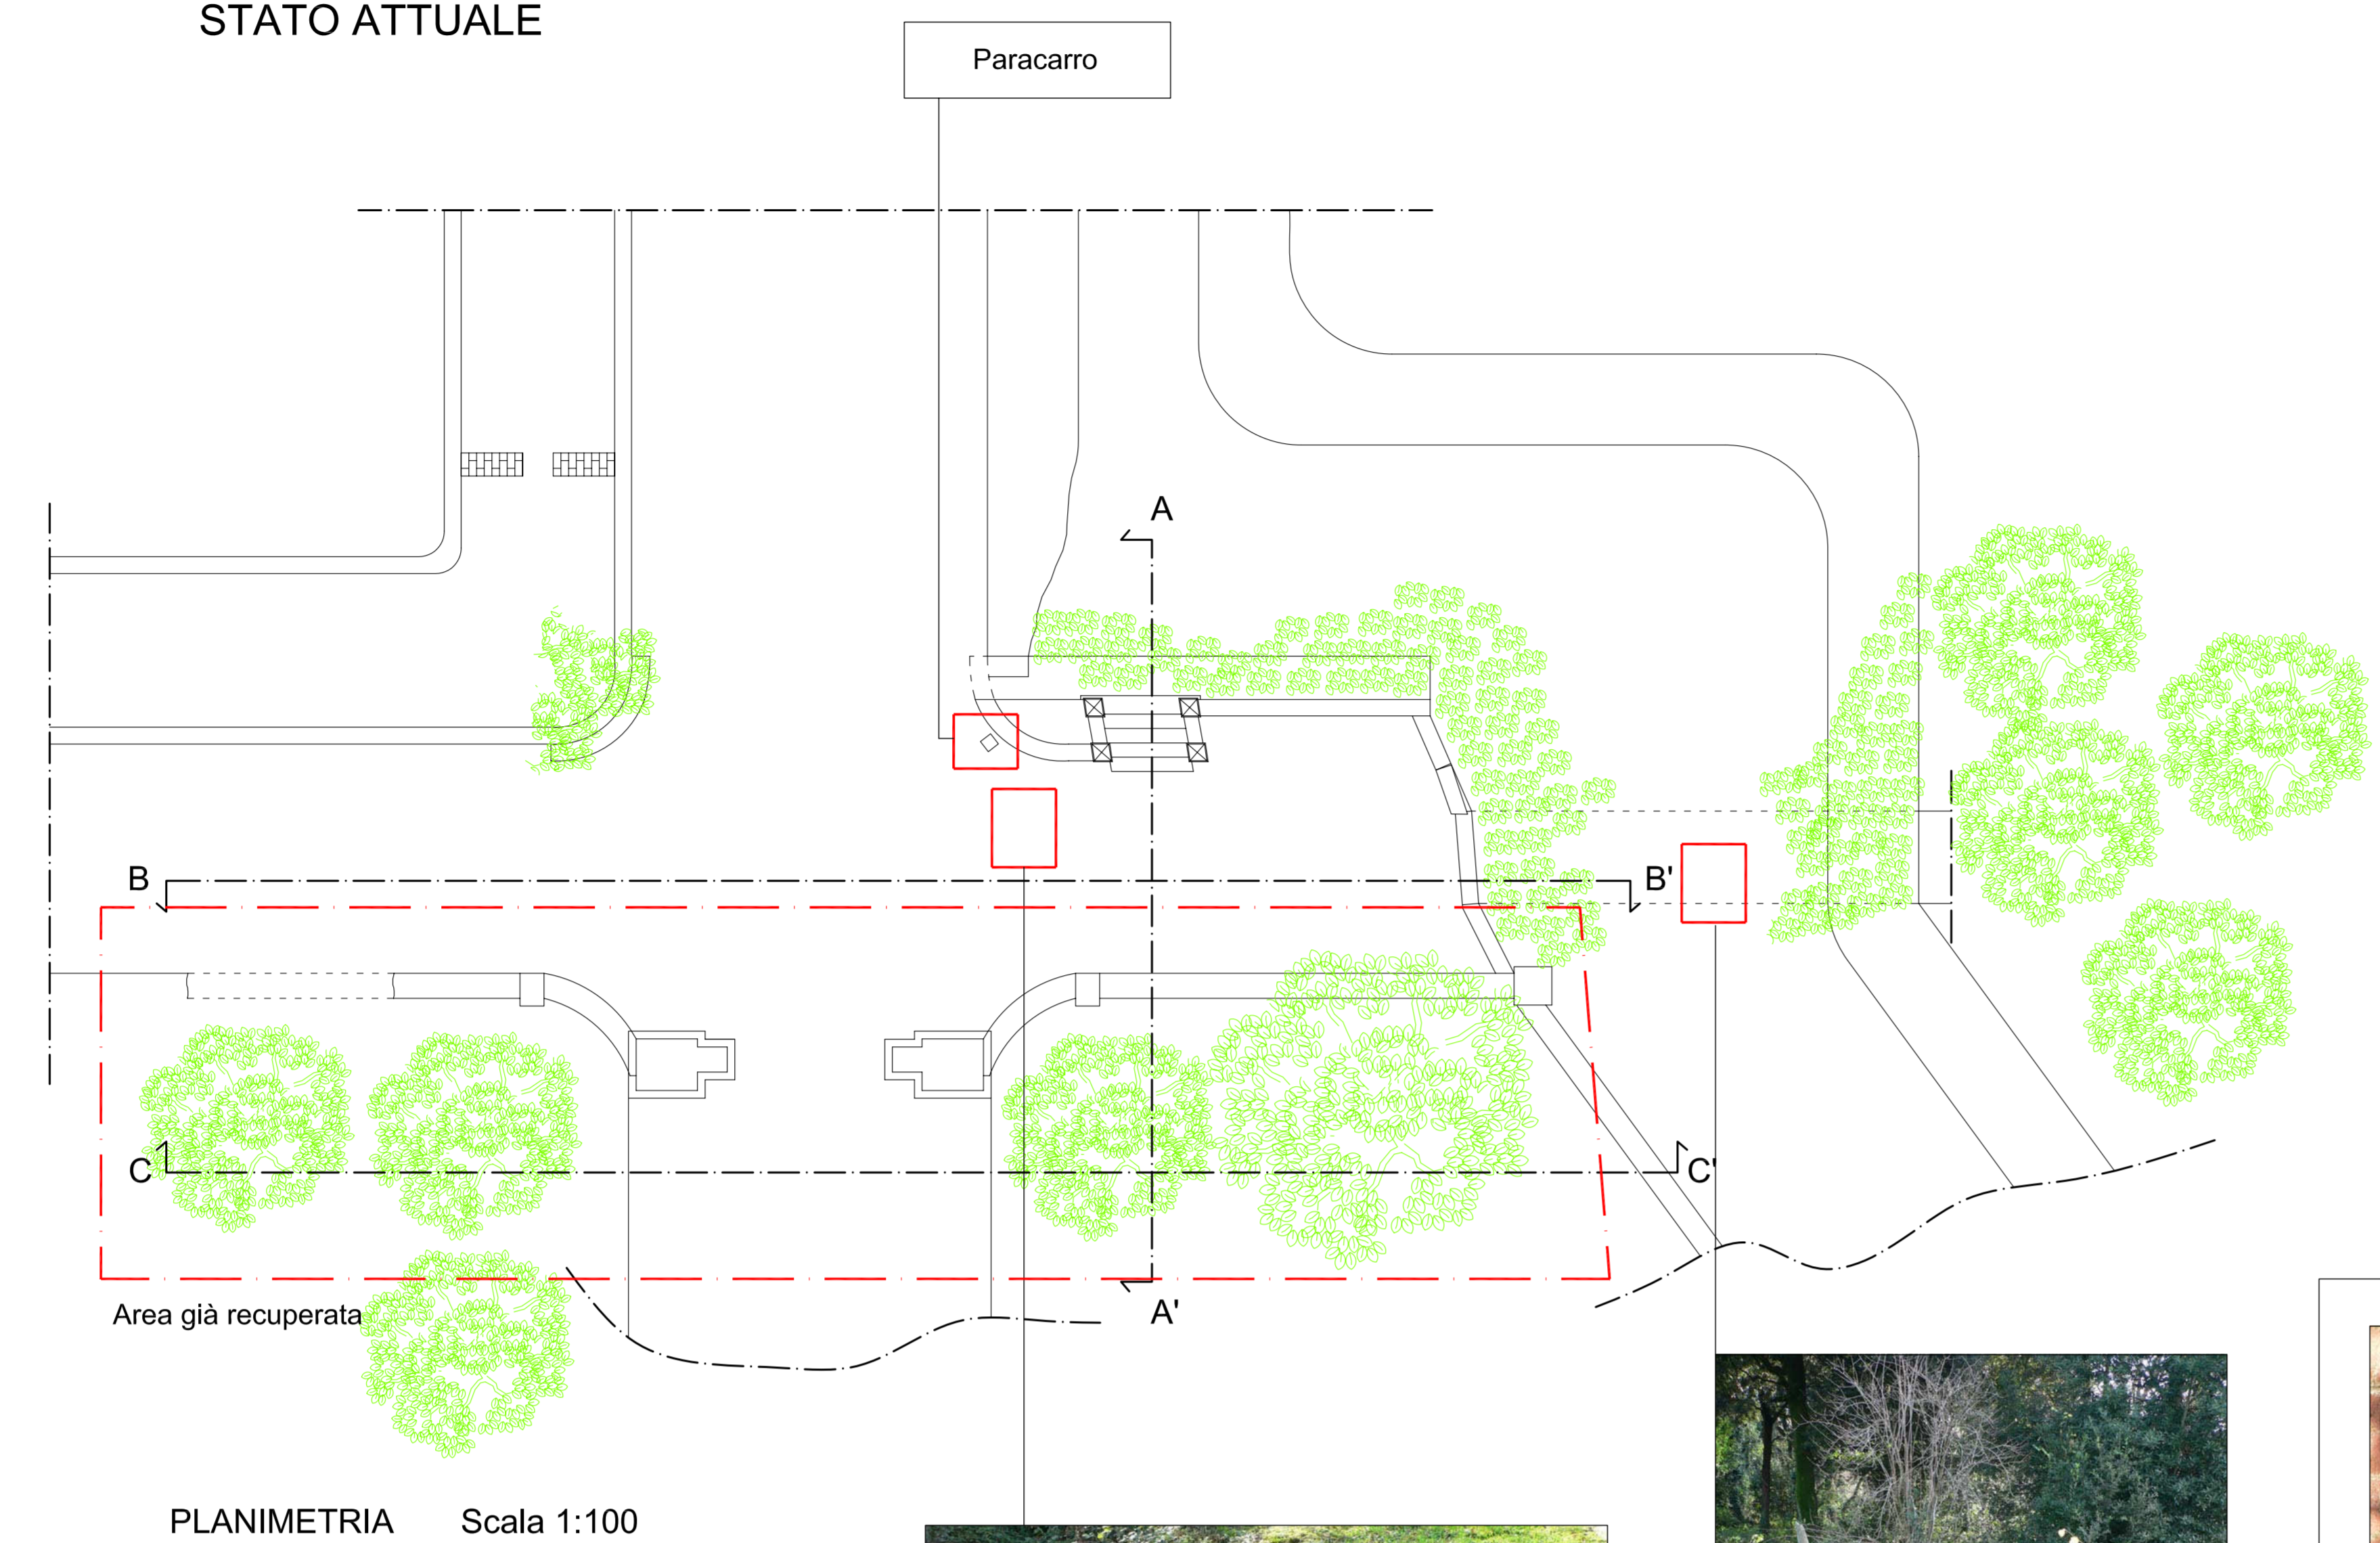 STATO ATTUALE
Paracarro
A
B
B'
C
C'
A'
Area già recuperata
PLANIMETRIA Scala 1:100